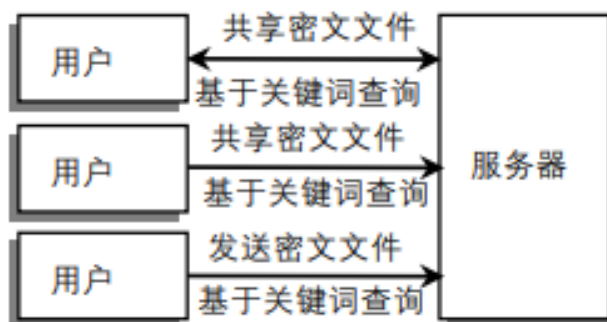 共享密文文件
用户
基于关键词查询
共享密文文件
用户
服务器
基于关键词查询
发送密文文件
用户
基于关键词查询